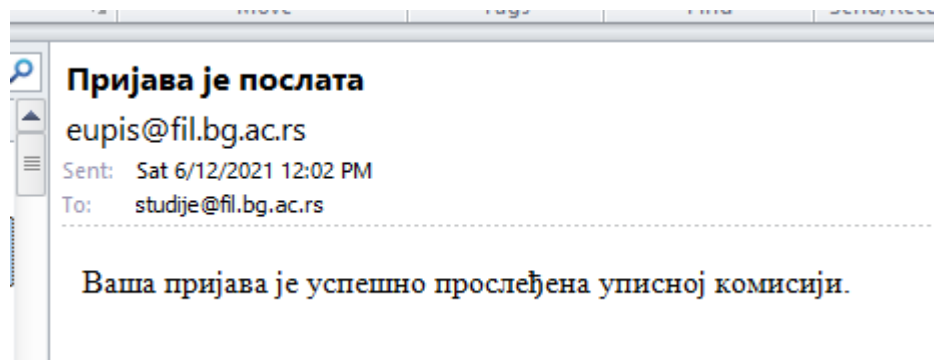 Пријава је послата
eupis@fil.bg.ac.rs
Sent: Sat 6/12/2021 12:02 PM
To: studije@fil.bg.ac.rs
Ваша пријава је успешно прослеђена уписној комисији.